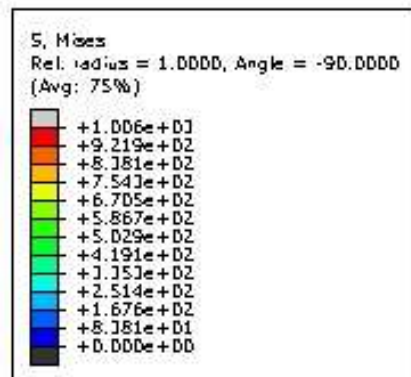 S, Mises
Rel. radius = 1.0000, Angle = -90.0000
(Avg: 75%)
+1.006e+03
+9.219e+02
+8.381e+02
+7.543e+02
+6.705e+02
+5.867e+02
+5.029e+02
+4.191e+02
+3.353e+02
+2.514e+02
+1.676e+02
+8.381e+01
+0.000e+00